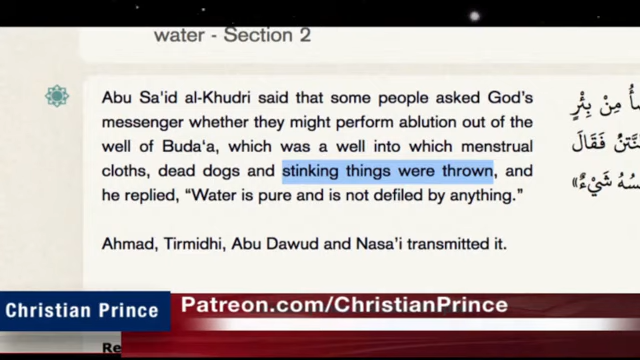 water - Section 2
Abu Sa'id al-Khudri said that some people asked God's
messenger whether they might perform ablution out of the
well of Buda'a, which was a well into which menstrual
cloths, dead dogs and stinking things were thrown, and
he replied, “Water is pure and is not defiled by anything.”
Ahmad, Tirmidhi, Abu Dawud and Nasa'i transmitted it.
مِنْ بِئْرِ
فَقَالَ
شَيْءٌ»
Christian Prince
Patreon.com/ChristianPrince
Re